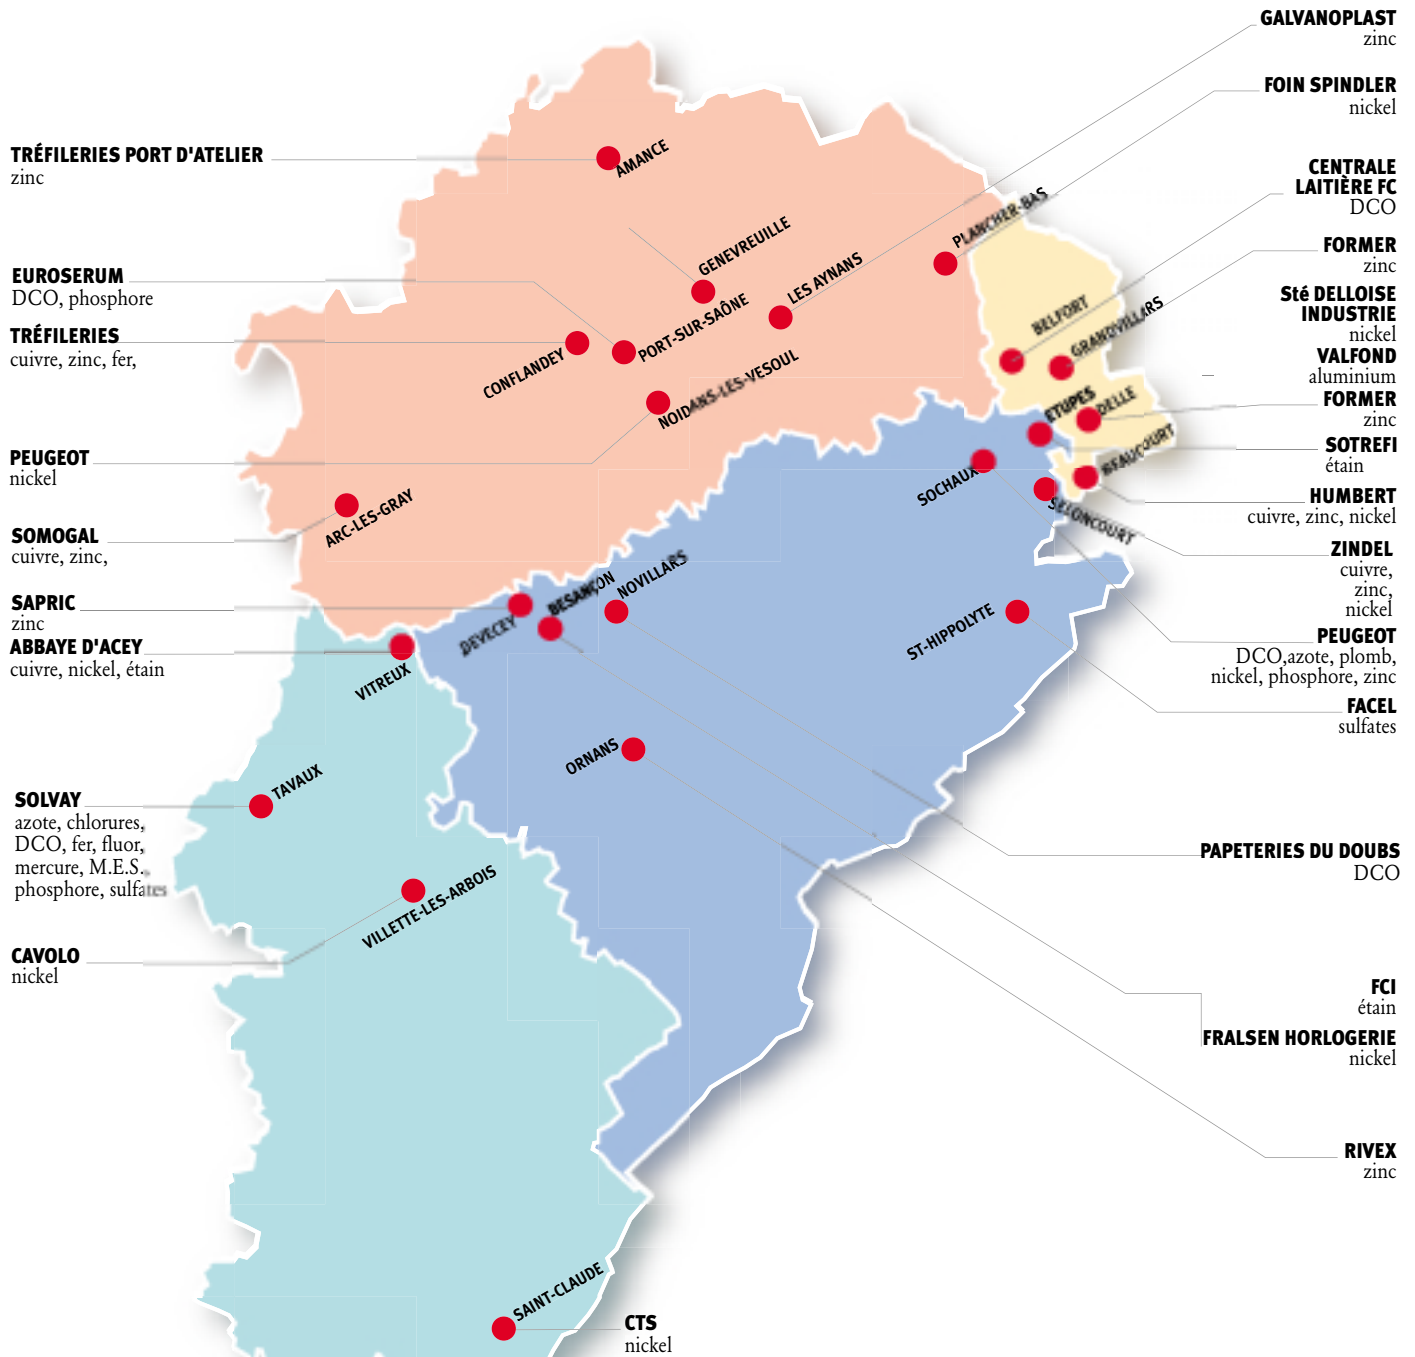 GALVANOPLAST
zinc
FOIN SPINDLER
nickel
CENTRALE
LAITIÈRE FC
DCO
FORMER
zinc
Sté DELLOISE
INDUSTRIE
nickel
VALFOND
aluminium
FORMER
zinc
SOTREFI
étain
HUMBERT
cuivre, zinc, nickel
ZINDEL
cuivre,
zinc,
nickel
PEUGEOT
DCO,azote, plomb,
nickel, phosphore, zinc
FACEL
sulfates
PAPETERIES DU DOUBS
DCO
FCI
étain
FRALSEN HORLOGERIE
nickel
RIVEX
zinc
CTS
nickel
TRÉFILERIES PORT D'ATELIER
zinc
EUROSERUM
DCO, phosphore
TRÉFILERIES
cuivre, zinc, fer,
PEUGEOT
nickel
SOMOGAL
cuivre, zinc,
SAPRIC
zinc
ABBAYE D'ACEY
cuivre, nickel, étain
SOLVAY
azote, chlorures,
DCO, fer, fluor,
mercure, M.E.S.,
phosphore, sulfates
CAVOLO
nickel
AMANCE
GENEVREUILLE
LES AYNANS
PLANCHER-BAS
PORT-SUR-SAÔNE
CONFLANDEY
NOIDANS-LES-VESOUL
ARC-LES-GRAY
BELFORT
GRANDVILLARS
ETUPES
DELLE
BEAUCOURT
SOCHAUX
SELONCOURT
BESANÇON
NOVILLARS
DEVECEY
ST-HIPPOLYTE
VITREUX
ORNANS
TAVAUX
VILLETTE-LES-ARBOIS
SAINT-CLAUDE